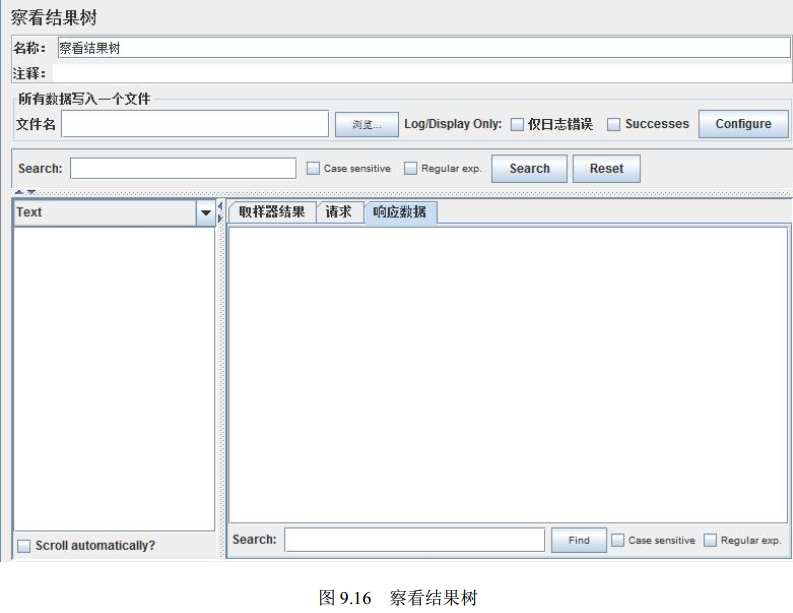 察看结果树
名称： 察看结果树
注释：
所有数据写入一个文件
文件名 浏览... Log/Display Only: 仅日志错误 Successes Configure
Search: Case sensitive Regular exp. Search Reset
Text 取样器结果 请求 响应数据
Scroll automatically? Search: Find Case sensitive Regular exp.
图 9.16 察看结果树